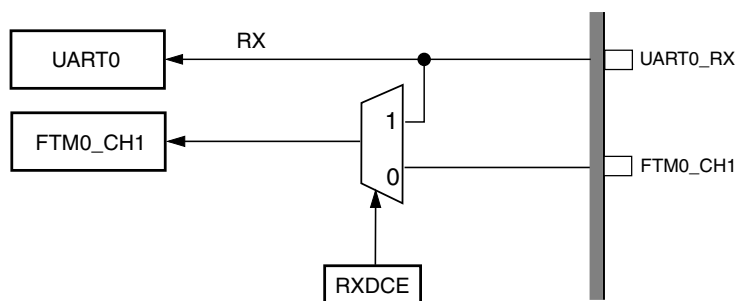 RX
UART0
UART0_RX
1
FTM0_CH1
0
FTM0_CH1
RXDCE